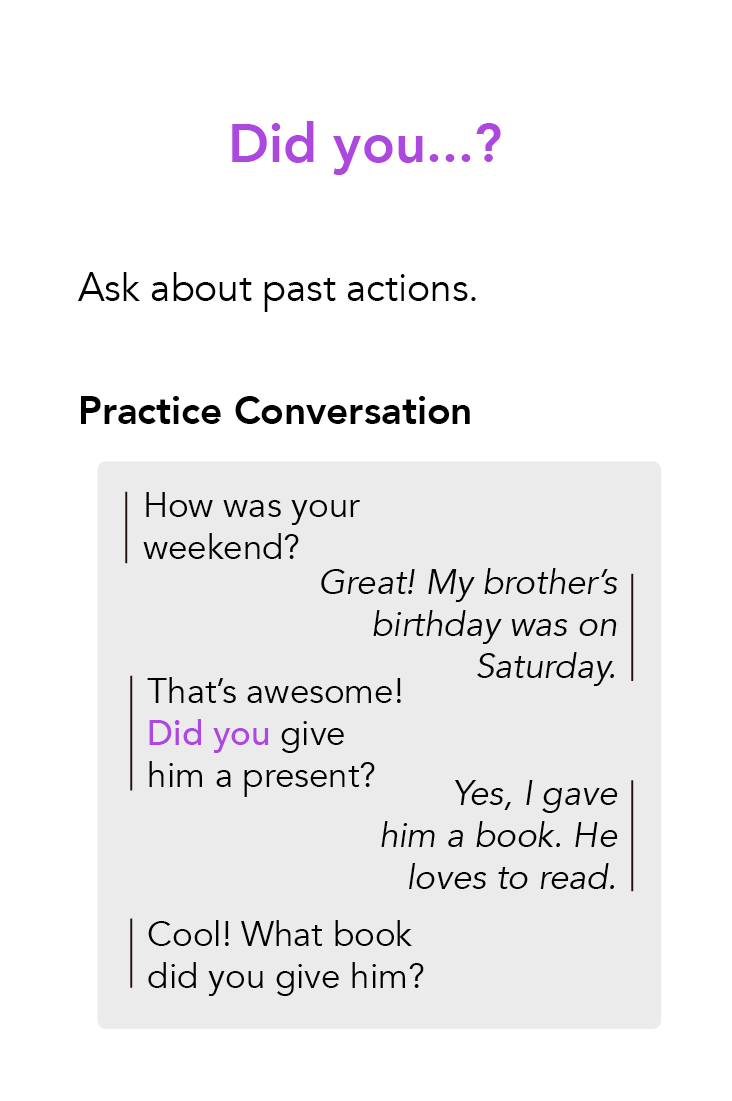 Did you...?
Ask about past actions.
Practice Conversation
How was your
weekend?
Great! My brother’s
birthday was on
Saturday.
That’s awesome!
Did you give
him a present?
Yes, I gave
him a book. He
loves to read.
Cool! What book
did you give him?